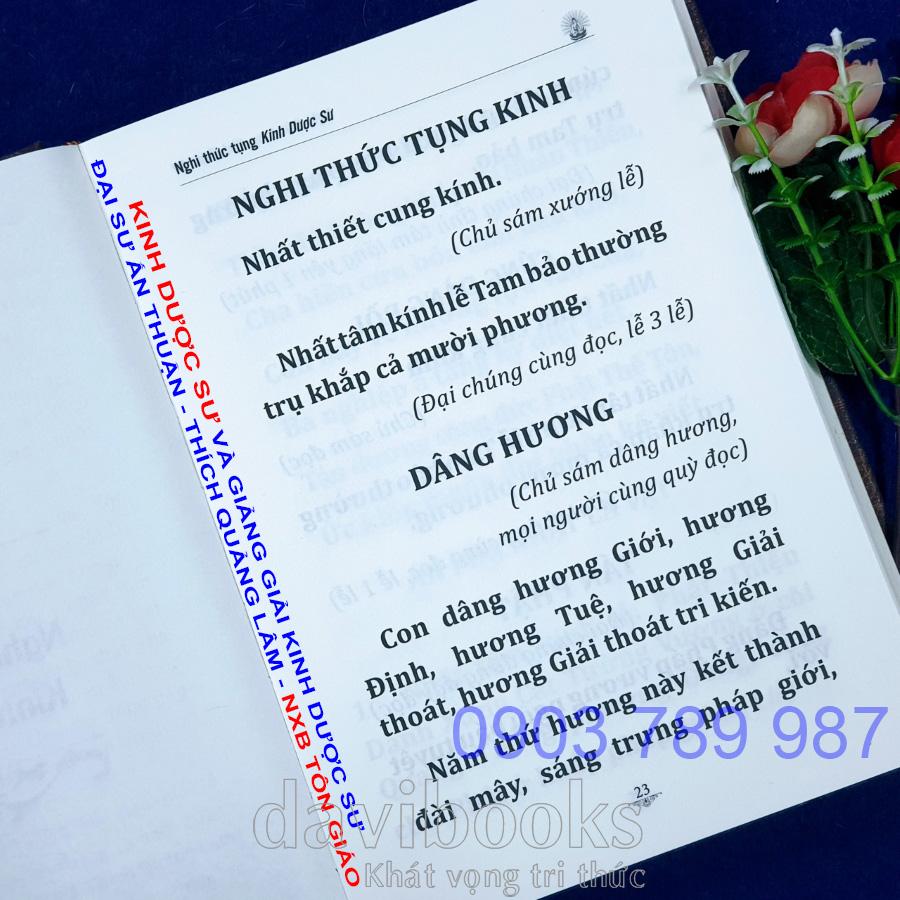 Nghi thức tụng Kinh Dược Sư
NGHI THỨC TỤNG KINH
Nhất thiết cung kính.
(Chủ sám xướng lễ)
Nhất tâm kính lễ Tam bảo thường
trụ khắp cả mười phương.
(Đại chúng cùng đọc, lễ 3 lễ)
DÂNG HƯƠNG
(Chủ sám dâng hương,
mọi người cùng quỳ đọc)
Con dâng hương Giới, hương
Định, hương Tuệ, hương Giải
thoát, hương Giải thoát tri kiến.
Năm thứ hương này kết thành
đài mây, sáng trưng pháp giới,
23
KINH DƯỢC SƯ VÀ GIẢNG GIẢI KINH DƯỢC SƯ
ĐẠI SƯ ẤN THUẬN - THÍCH QUẢNG LÂM - NXB TÔN GIÁO
0903 789 987
davibooks
Khát vọng tri thức